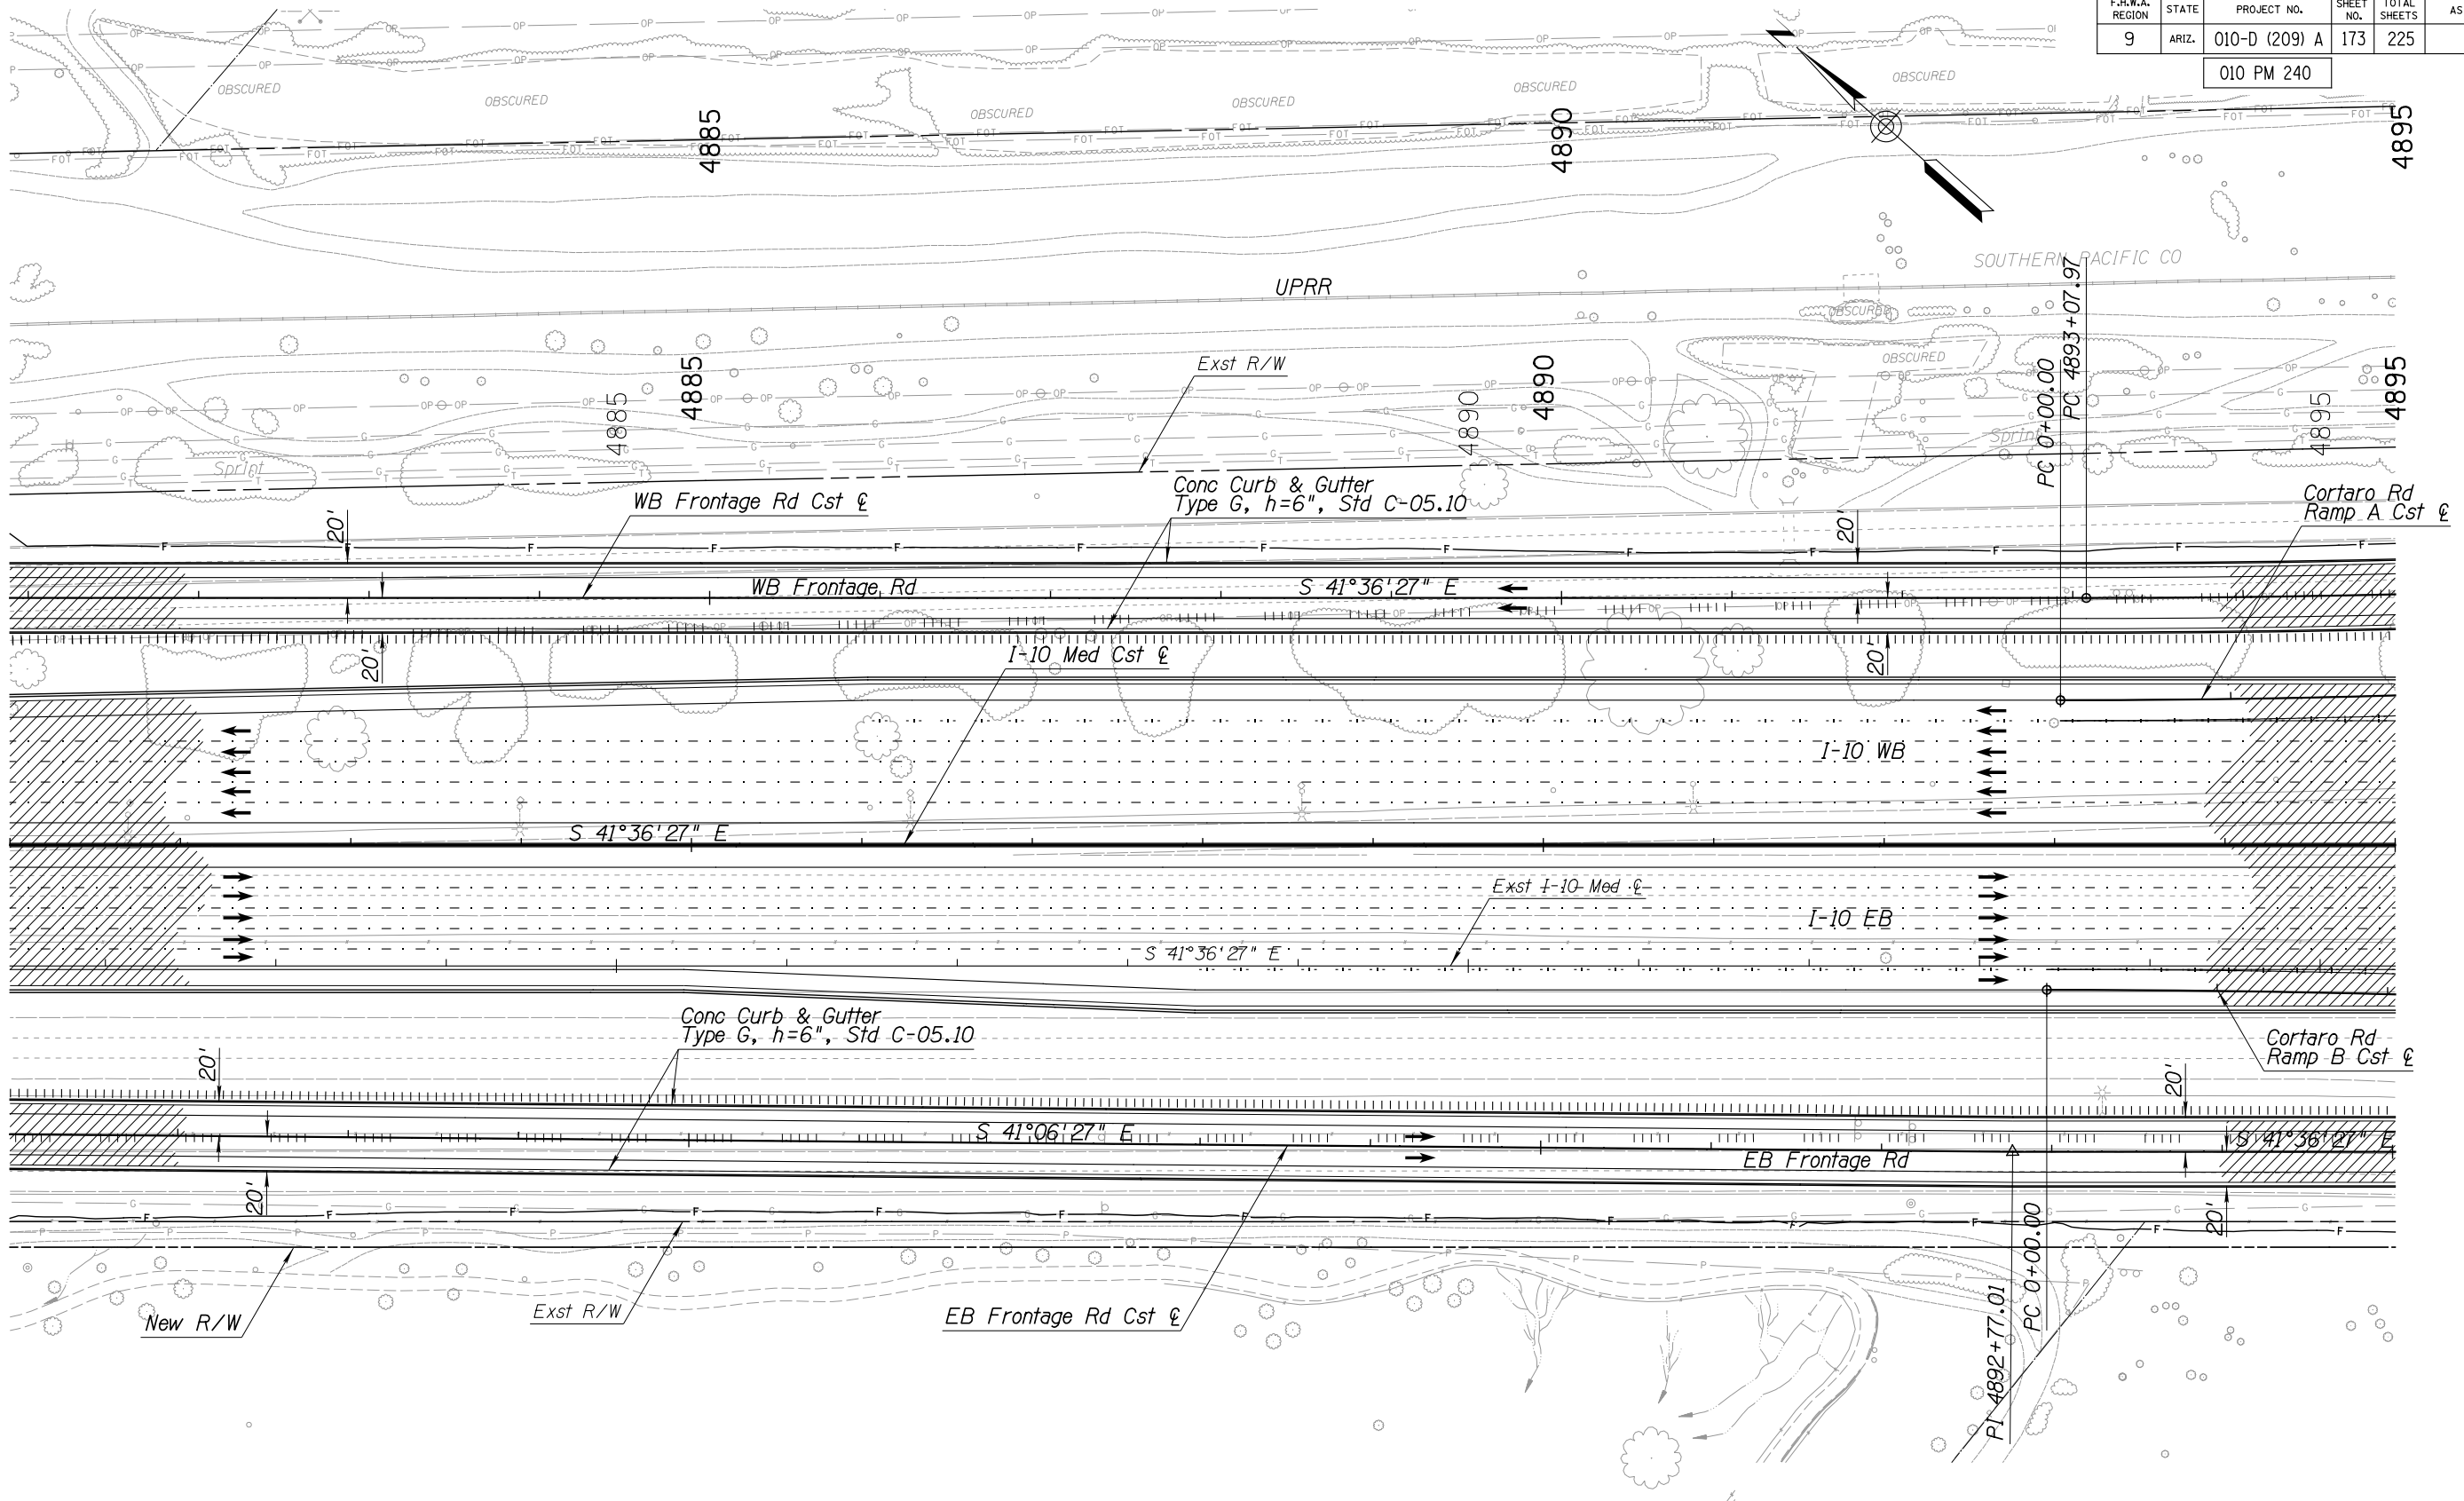 F.H.W.A. REGION STATE PROJECT NO. SHEET NO. TOTAL SHEETS AS
9 ARIZ. 010-D (209) A 173 225
010 PM 240
OBSCURED
OBSCURED
OBSCURED
OBSCURED
OBSCURED
OBSCURED
4885
4890
4895
SOUTHERN PACIFIC CO
UPRR
OBSCURED
OBSCURED
PC 4893+07.97
PC 0+00.00
Exst R/W
4885
4885
4890
4890
4895
4895
Sprint
Sprint
WB Frontage Rd Cst ℄
Conc Curb & Gutter
Type G, h=6", Std C-05.10
Cortaro Rd
Ramp A Cst ℄
20'
20'
WB Frontage Rd
S 41°36'27" E
20'
20'
I-10 Med Cst ℄
I-10 WB
S 41°36'27" E
Exst I-10 Med ℄
I-10 EB
S 41°36'27" E
Conc Curb & Gutter
Type G, h=6", Std C-05.10
Cortaro Rd
Ramp B Cst ℄
20'
20'
S 41°06'27" E
S 41°36'27" E
EB Frontage Rd
20'
20'
PI 4892+77.01
PC 0+00.00
New R/W
Exst R/W
EB Frontage Rd Cst ℄